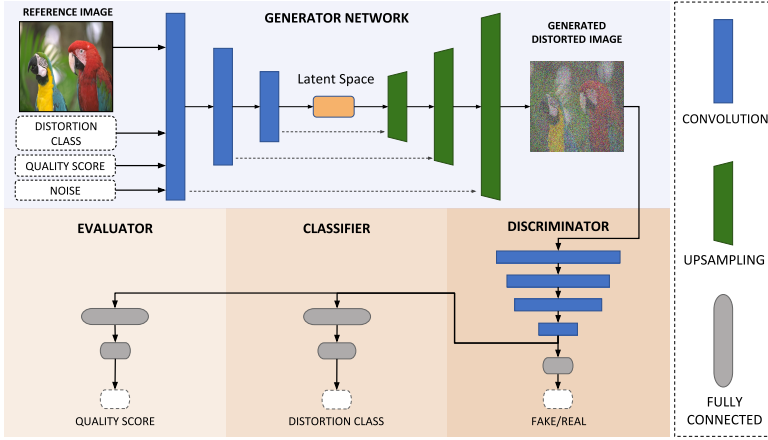 REFERENCE IMAGE
GENERATOR NETWORK
GENERATED
DISTORTED IMAGE
Latent Space
DISTORTION
CLASS
QUALITY SCORE
NOISE
CONVOLUTION
UPSAMPLING
FULLY
CONNECTED
EVALUATOR
CLASSIFIER
DISCRIMINATOR
QUALITY SCORE
DISTORTION CLASS
FAKE/REAL